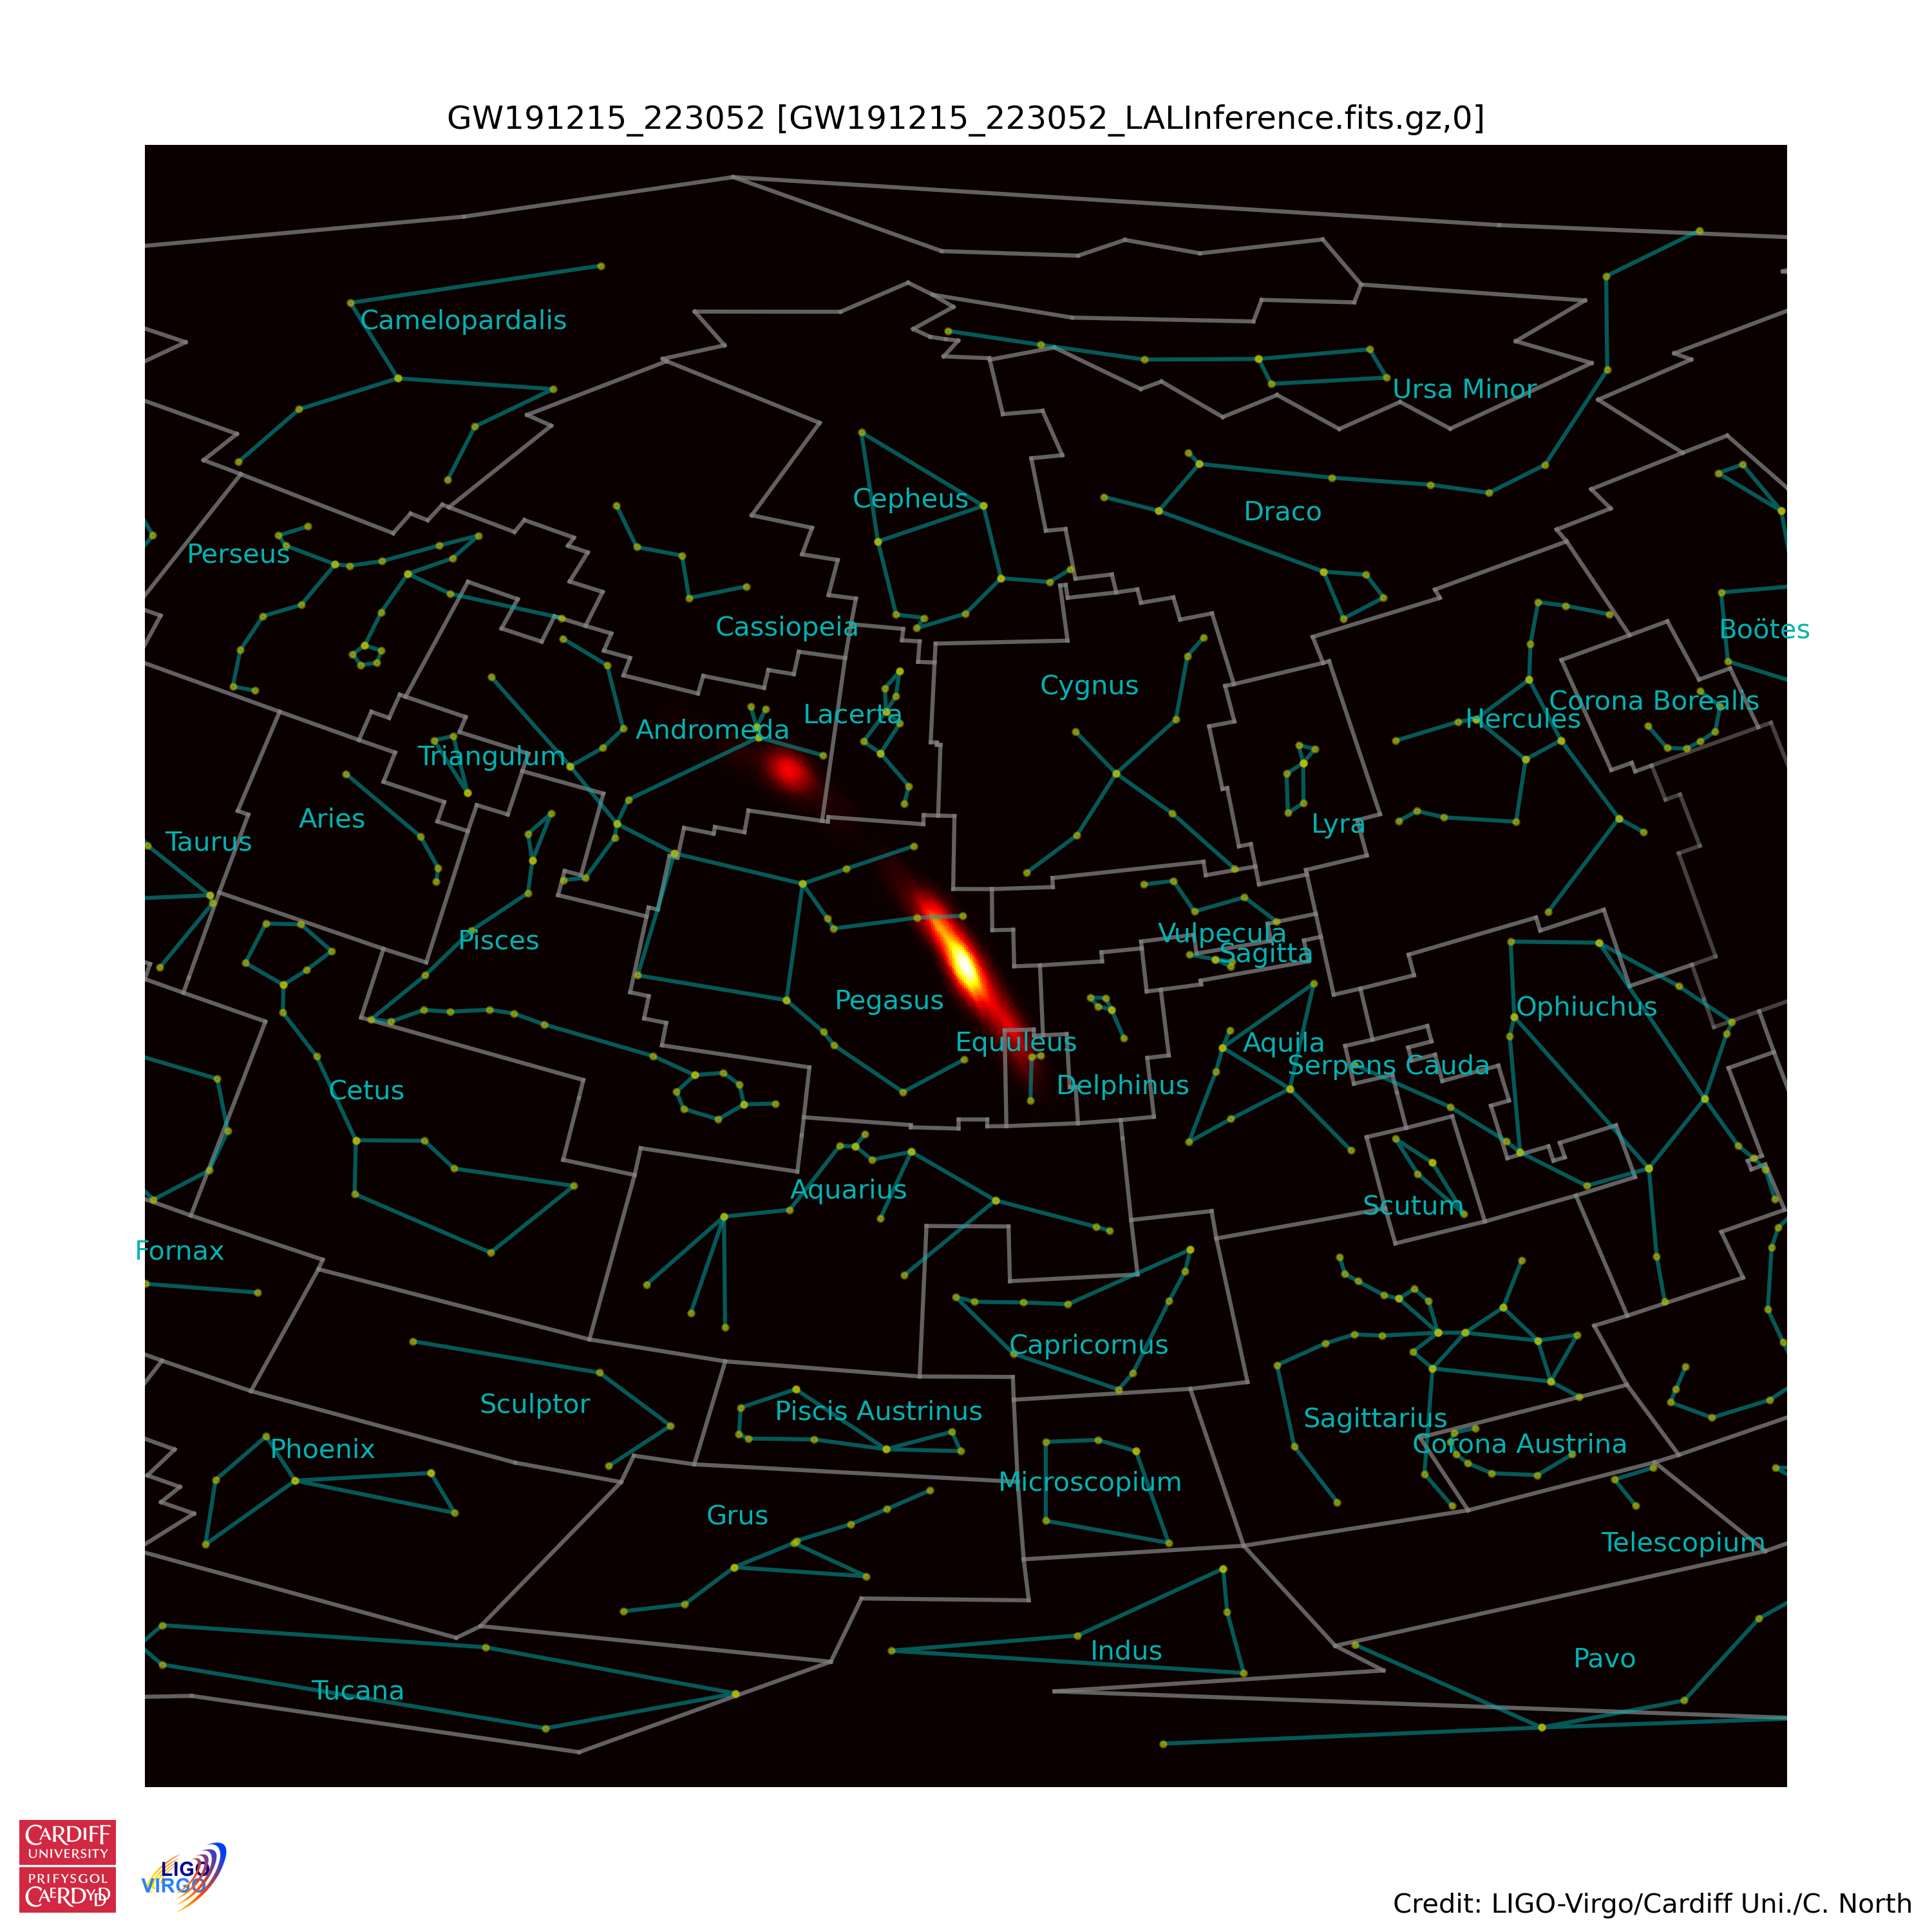 GW191215_223052 [GW191215_223052_LALInference.fits.gz,0]
Camelopardalis
Ursa Minor
Cepheus
Draco
Perseus
Cassiopeia
Boötes
Cygnus
Corona Borealis
Lacerta
Hercules
Andromeda
Triangulum
Aries
Lyra
Taurus
Vulpecula
Pisces
Sagitta
Pegasus
Ophiuchus
Equuleus
Aquila
Serpens Cauda
Delphinus
Cetus
Aquarius
Scutum
Fornax
Capricornus
Sculptor
Piscis Austrinus
Sagittarius
Corona Austrina
Phoenix
Microscopium
Grus
Telescopium
Indus
Pavo
Tucana
CARDIFF
UNIVERSITY
PRIFYSGOL
CAERDYDD
LIGO
VIRGO
Credit: LIGO-Virgo/Cardiff Uni./C. North